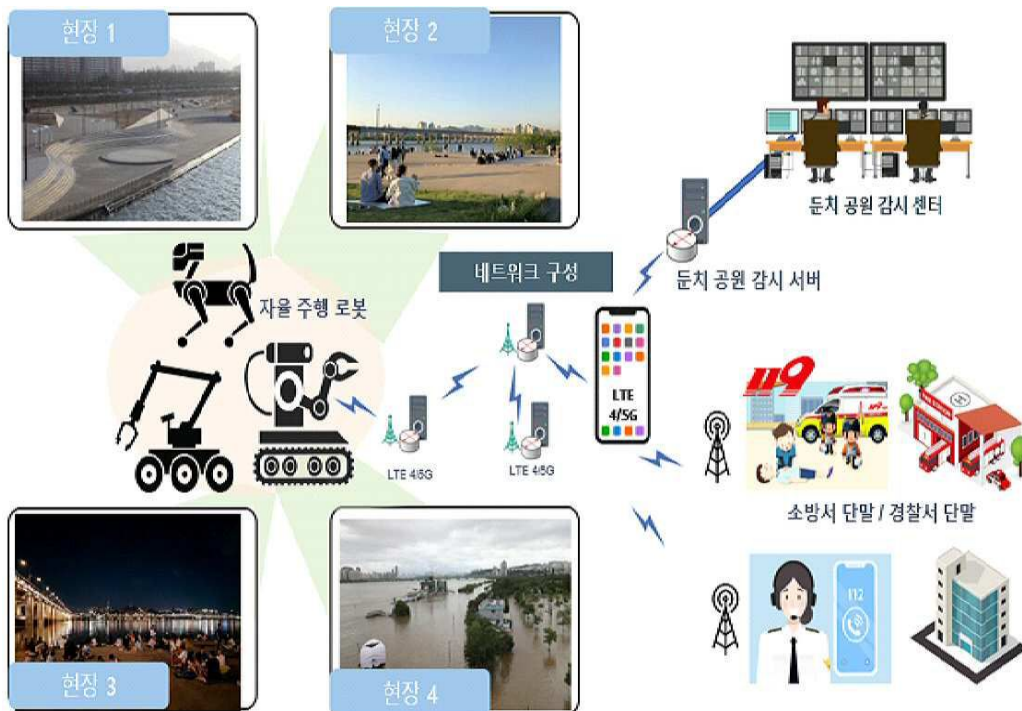 현장 1
현장 2
둔치 공원 감시 센터
네트워크 구성
둔치 공원 감시 서버
자율 주행 로봇
LTE
4/5G
LTE 4/5G
LTE 4/5G
119
소방서 단말 / 경찰서 단말
112
현장 3
현장 4